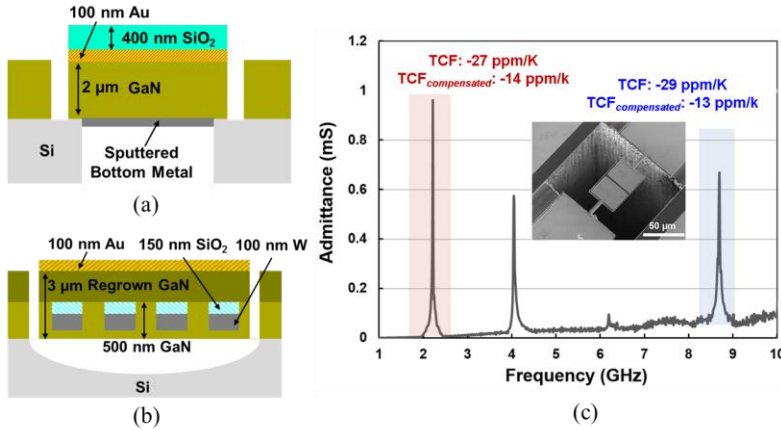 100 nm Au
400 nm SiO2
2 µm GaN
Si
Sputtered
Bottom Metal
(a)
100 nm Au 150 nm SiO2 100 nm W
3 µm Regrown GaN
500 nm GaN
Si
(b)
1.2
1
0.8
0.6
0.4
0.2
0
Admittance (mS)
TCF: -27 ppm/K
TCFcompensated: -14 ppm/k
TCF: -29 ppm/K
TCFcompensated: -13 ppm/k
50 µm
1 2 3 4 5 6 7 8 9 10
Frequency (GHz)
(c)